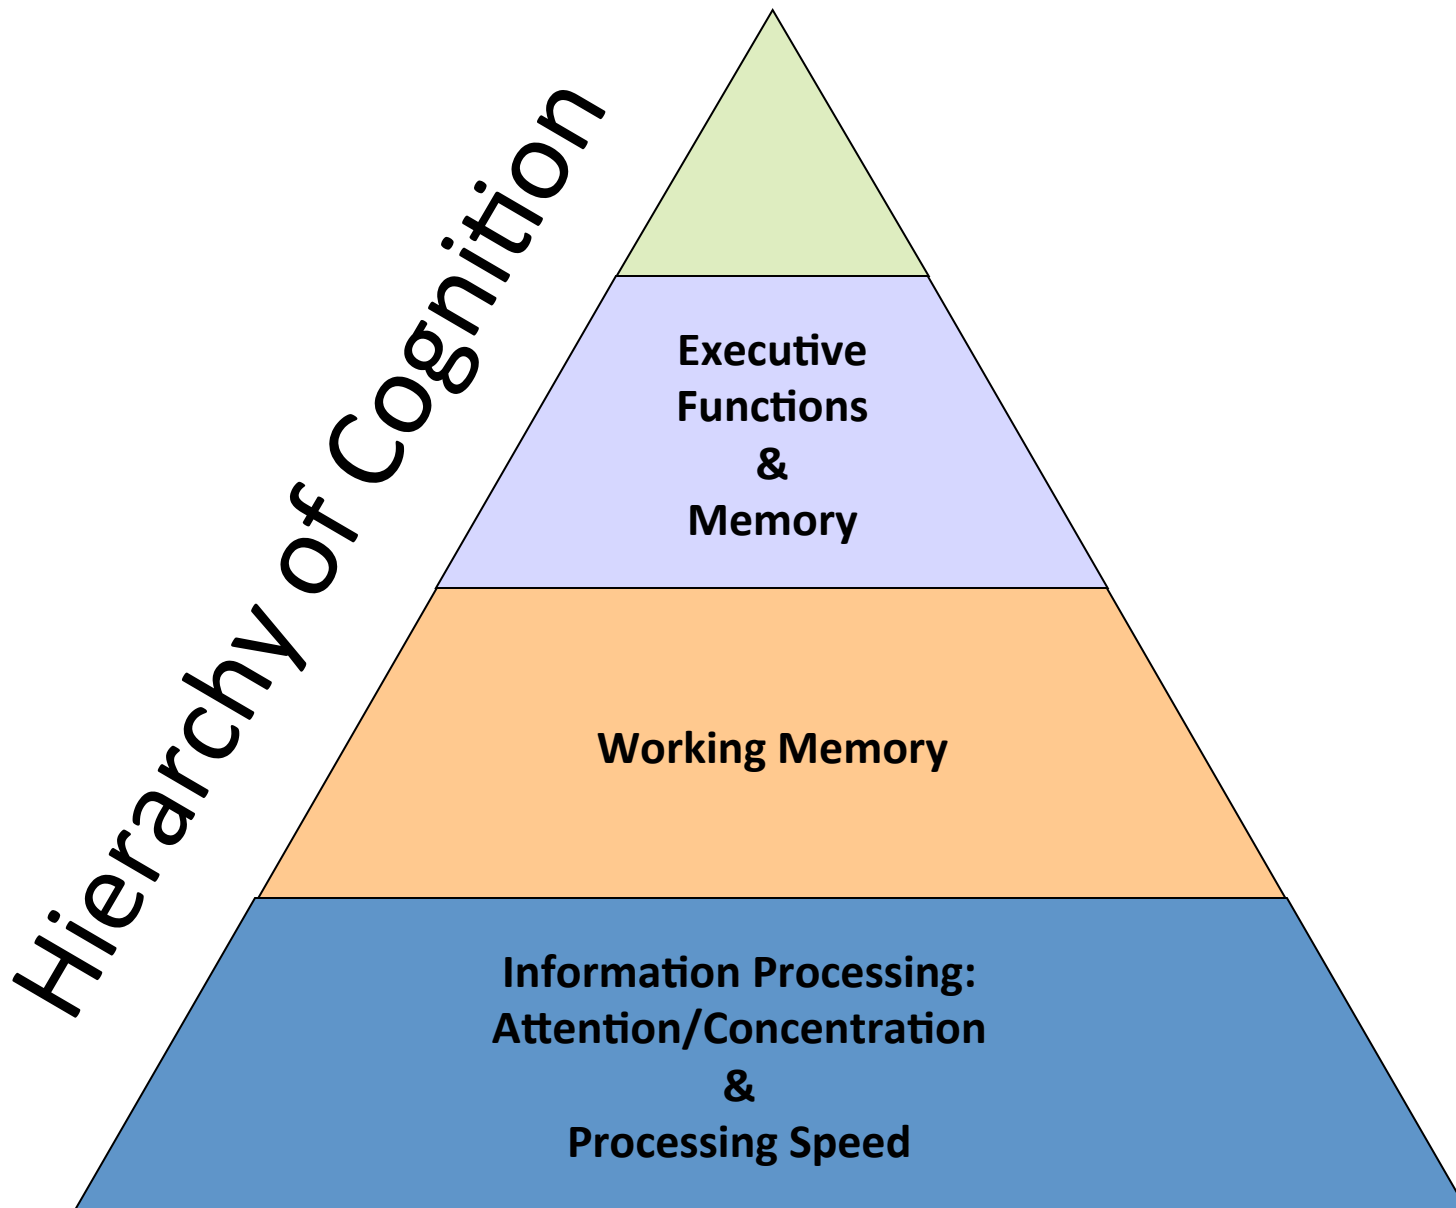 Hierarchy of Cognition
Executive
Functions
&
Memory
Working Memory
Information Processing:
Attention/Concentration
&
Processing Speed